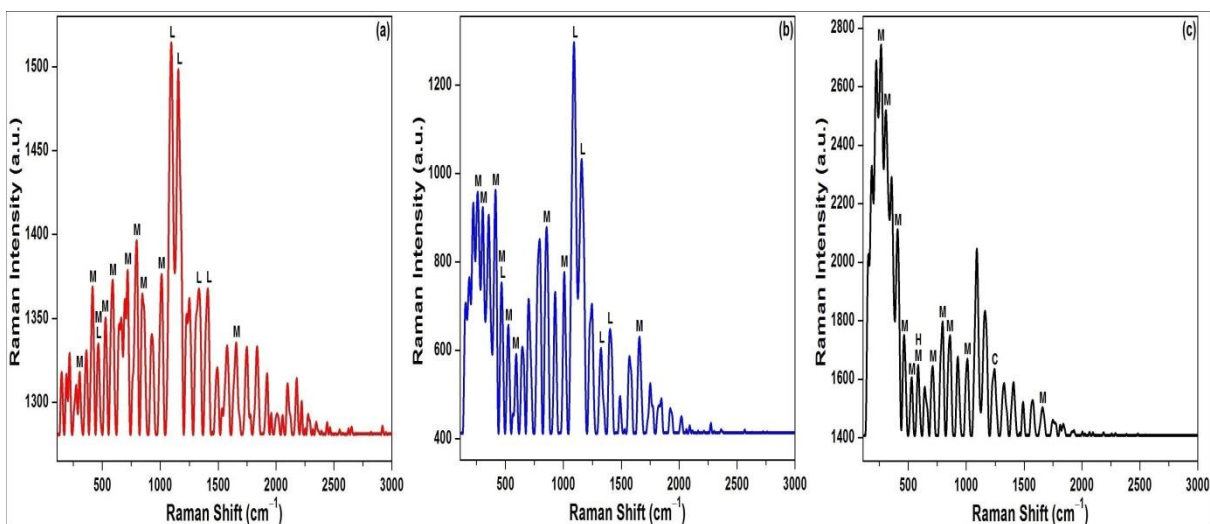 (a)
Raman Intensity (a.u.)
1500
1450
1400
1350
1300
L
L
M
M
M
M
M
M
M
M
L
L
L
M
M
500
1000
1500
2000
2500
3000
Raman Shift (cm⁻¹)
(b)
Raman Intensity (a.u.)
1200
1000
800
600
400
L
L
M
M
M
M
M
L
M
M
M
L
L
M
500
1000
1500
2000
2500
3000
Raman Shift (cm⁻¹)
(c)
Raman Intensity (a.u.)
2800
2600
2400
2200
2000
1800
1600
1400
M
M
M
M
M
H
M
M
M
M
M
C
M
500
1000
1500
2000
2500
3000
Raman Shift (cm⁻¹)